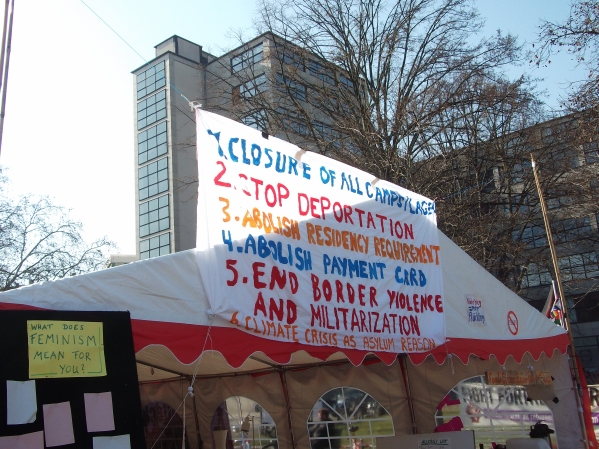 1. CLOSURE OF ALL CAMPS/LAGER
2. STOP DEPORTATION
3. ABOLISH RESIDENCY REQUIREMENT
4. ABOLISH PAYMENT CARD
5. END BORDER VIOLENCE
AND MILITARIZATION
6. CLIMATE CRISIS AS ASYLUM REASON
WHAT DOES
FEMINISM
MEAN FOR
YOU?